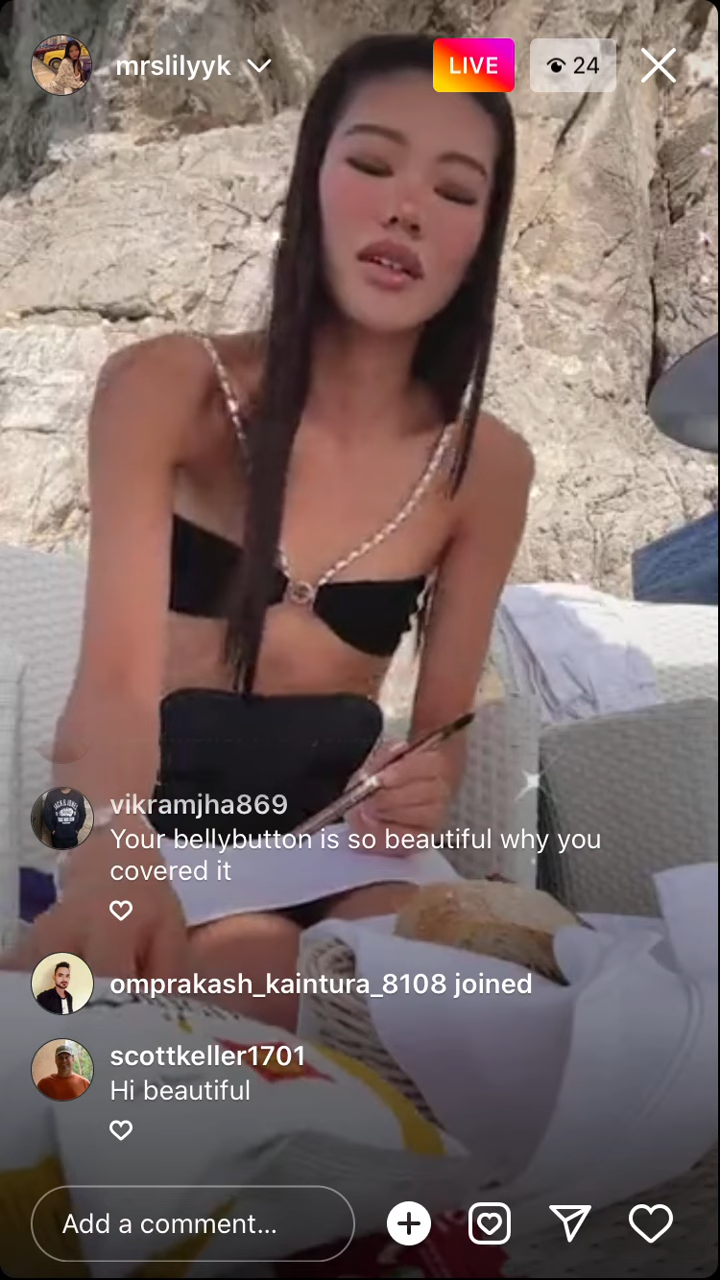 mrslilyyk
LIVE
24
vikramjha869
Your bellybutton is so beautiful why you
covered it
omprakash_kaintura_8108 joined
scottkeller1701
Hi beautiful
Add a comment...